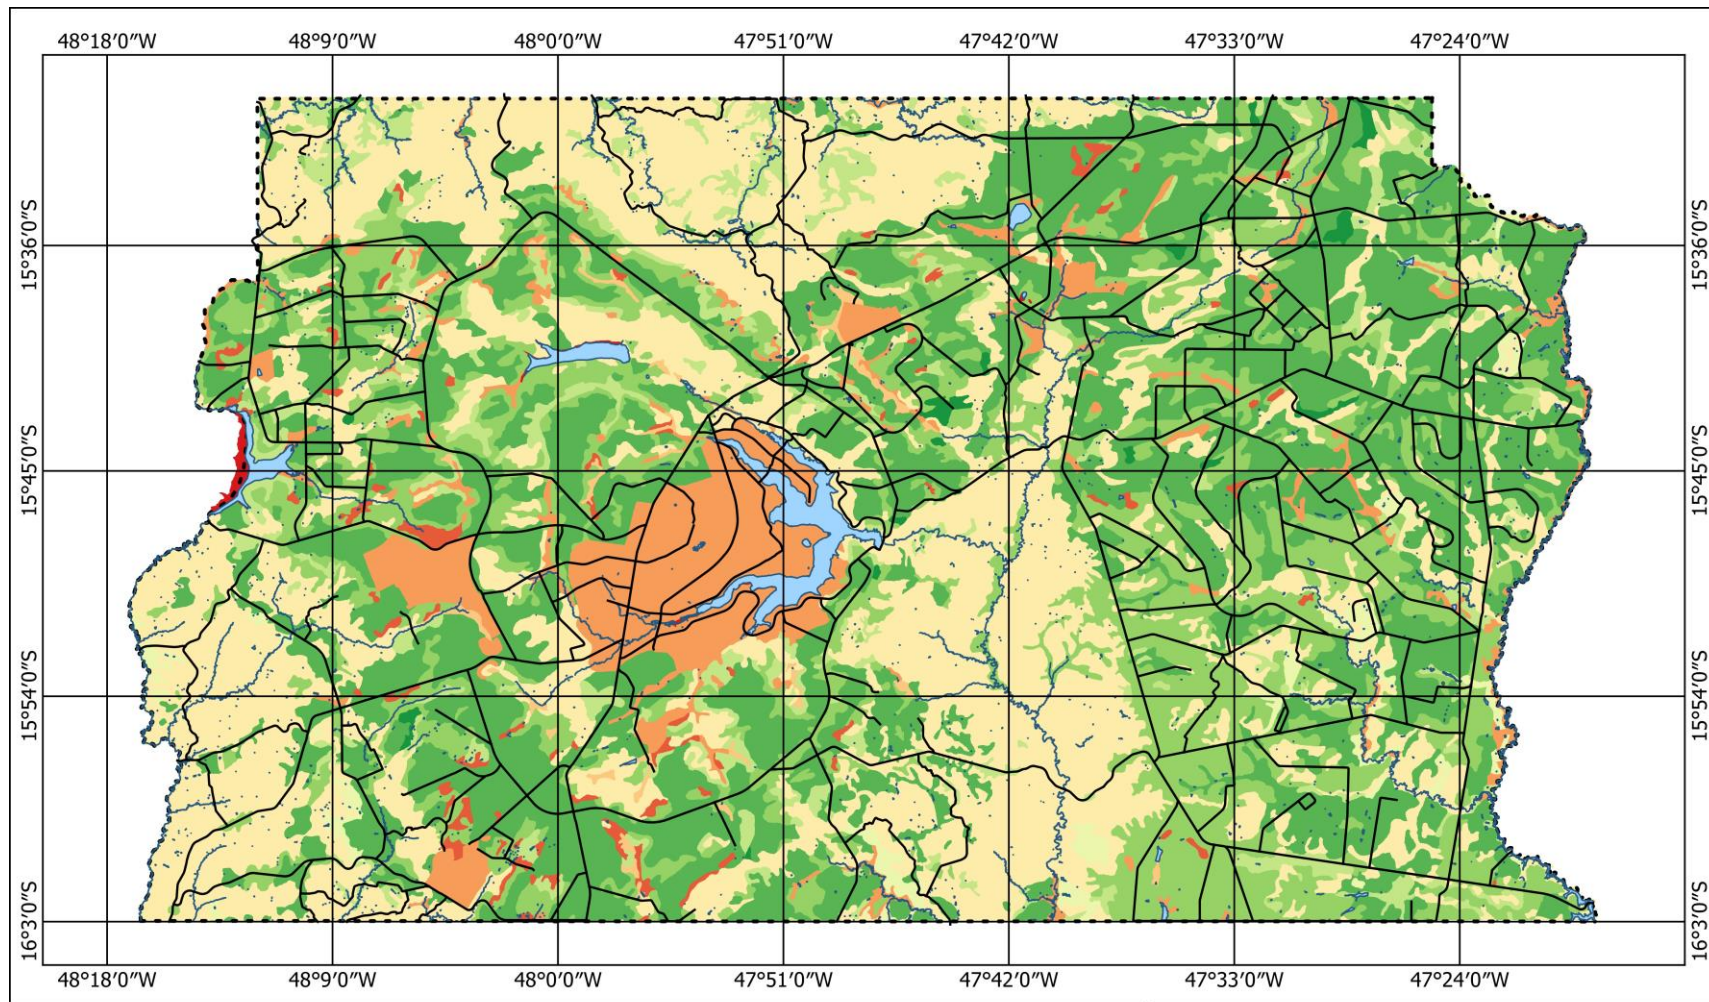 48°18′0″W 48°9′0″W 48°0′0″W 47°51′0″W 47°42′0″W 47°33′0″W 47°24′0″W
15°36′0″S 15°36′0″S
15°45′0″S 15°45′0″S
15°54′0″S 15°54′0″S
16°3′0″S 16°3′0″S
48°18′0″W 48°9′0″W 48°0′0″W 47°51′0″W 47°42′0″W 47°33′0″W 47°24′0″W